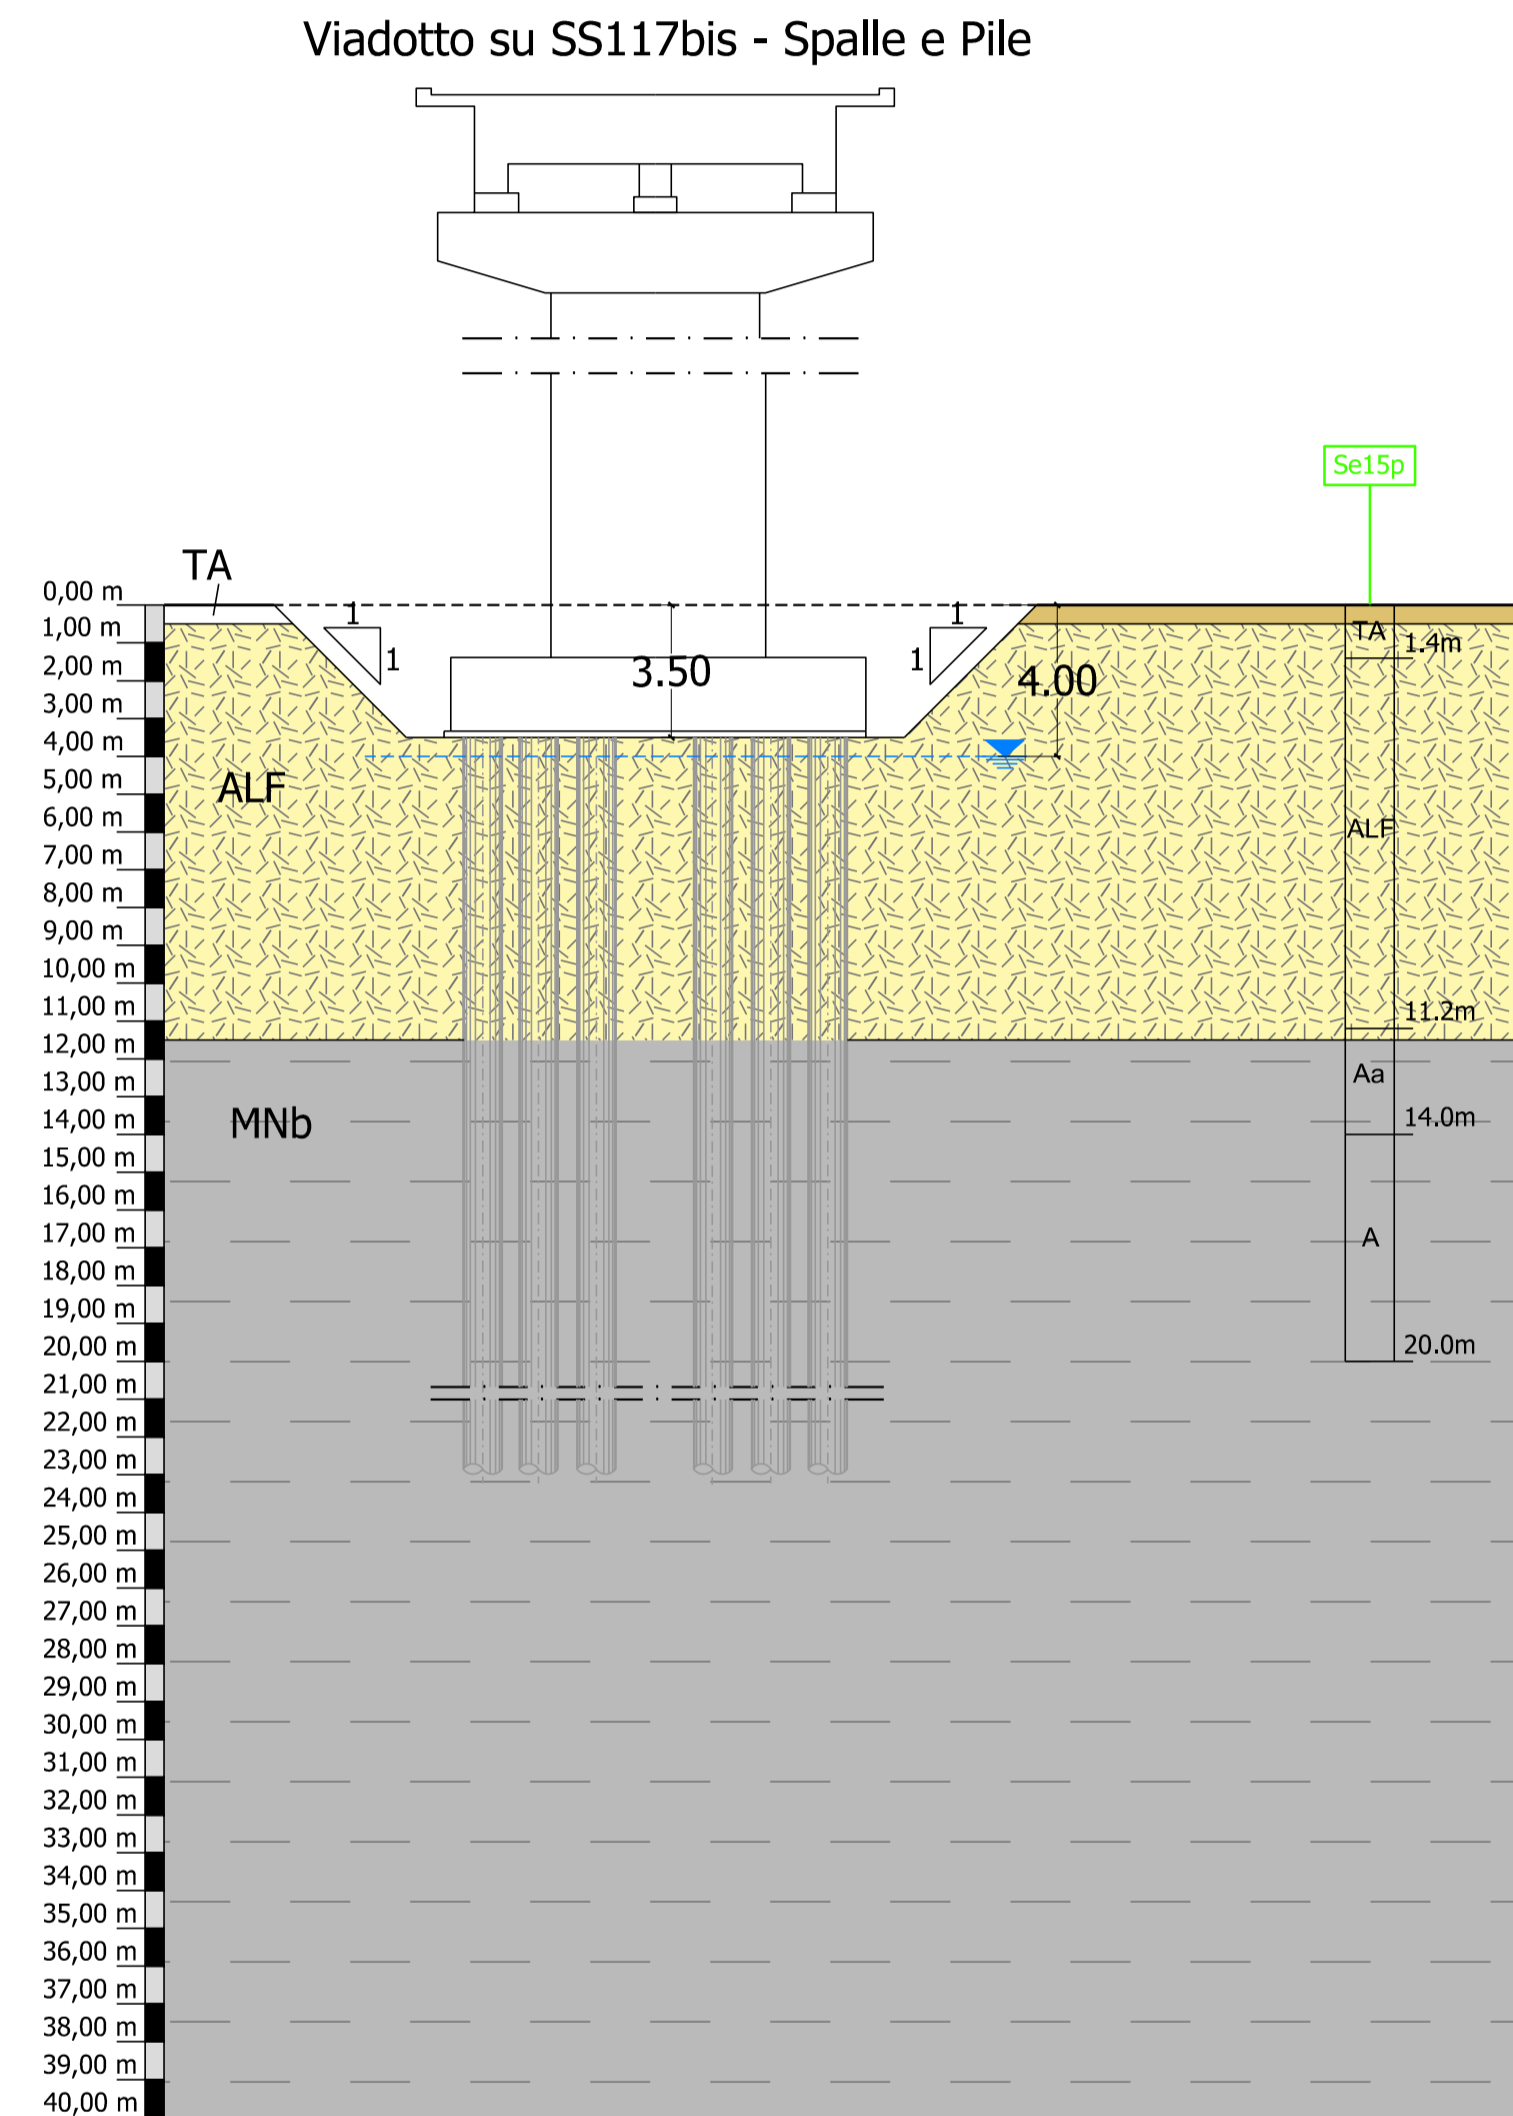 Viadotto su SS117bis - Spalle e Pile
Se15p
TA
0,00 m
1,00 m
2,00 m
3,00 m
4,00 m
5,00 m
6,00 m
7,00 m
8,00 m
9,00 m
10,00 m
11,00 m
12,00 m
13,00 m
14,00 m
15,00 m
16,00 m
17,00 m
18,00 m
19,00 m
20,00 m
21,00 m
22,00 m
23,00 m
24,00 m
25,00 m
26,00 m
27,00 m
28,00 m
29,00 m
30,00 m
31,00 m
32,00 m
33,00 m
34,00 m
35,00 m
36,00 m
37,00 m
38,00 m
39,00 m
40,00 m
1
1
1
1
3.50
4.00
ALF
MNb
TA
1.4m
ALF
11.2m
Aa
14.0m
A
20.0m